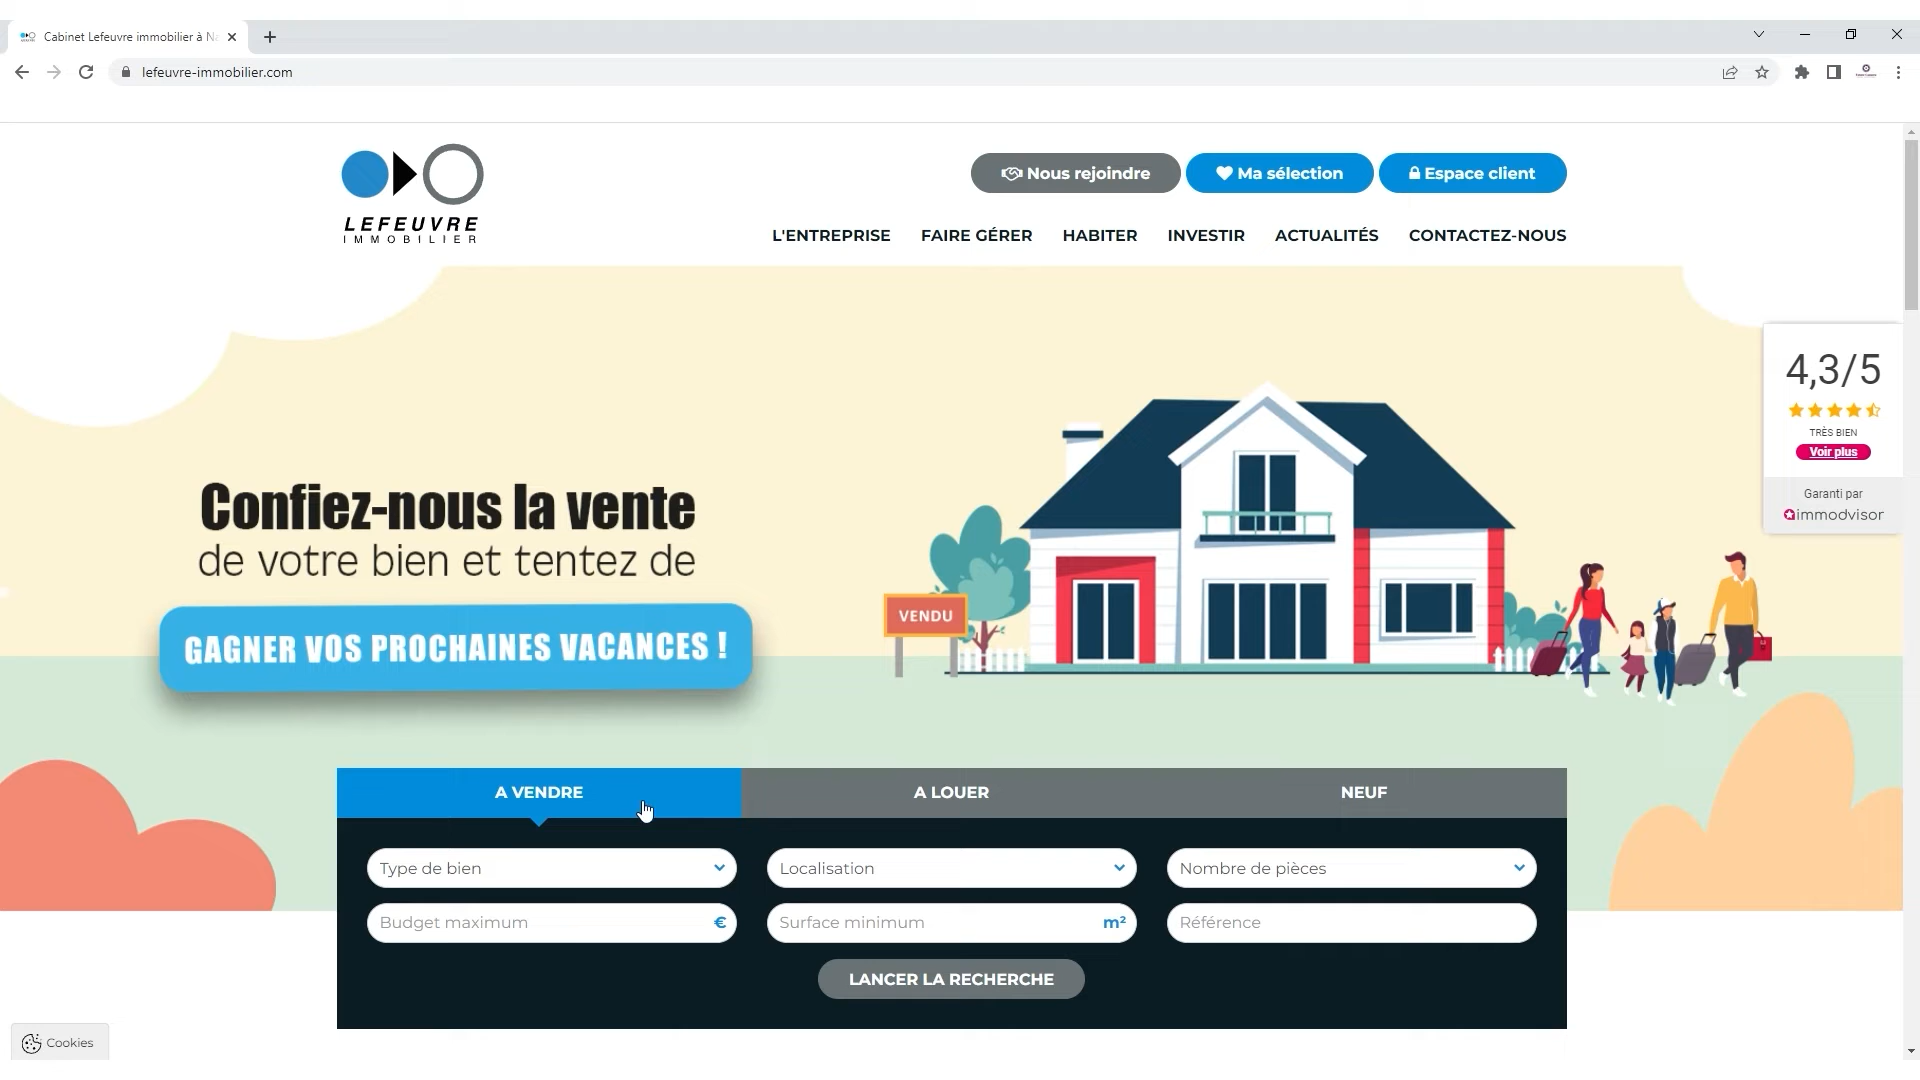 Cabinet Lefeuvre immobilier à
lefeuvre-immobilier.com
LEFEUVRE
IMMOBILIER
Nous rejoindre
Ma sélection
Espace client
L'ENTREPRISE
FAIRE GÉRER
HABITER
INVESTIR
ACTUALITÉS
CONTACTEZ-NOUS
4,3/5
TRÈS BIEN
Voir plus
Garanti par
immodvisor
Confiez-nous la vente
de votre bien et tentez de
GAGNER VOS PROCHAINES VACANCES !
VENDU
A VENDRE
A LOUER
NEUF
Type de bien
Localisation
Nombre de pièces
Budget maximum
€
Surface minimum
m²
Référence
LANCER LA RECHERCHE
Cookies